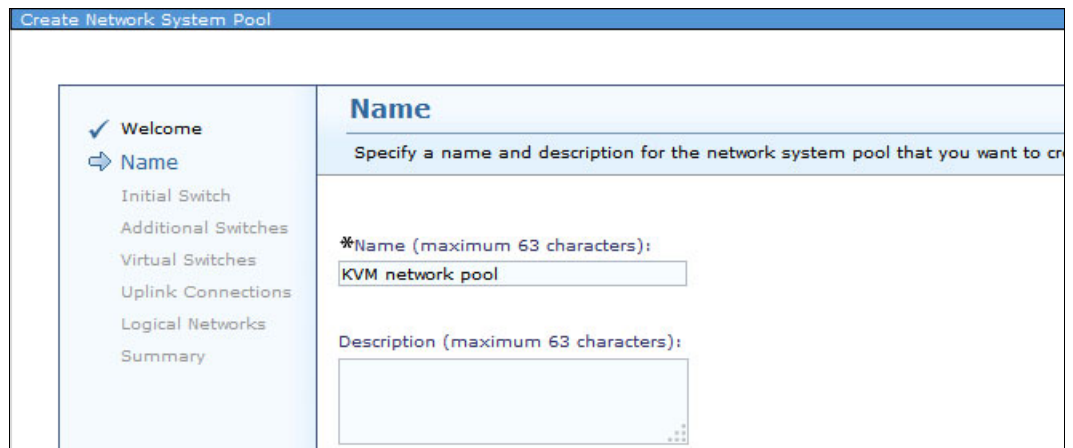 Create Network System Pool
Welcome
Name
Initial Switch
Additional Switches
Virtual Switches
Uplink Connections
Logical Networks
Summary
Name
Specify a name and description for the network system pool that you want to
*Name (maximum 63 characters):
KVM network pool
Description (maximum 63 characters):